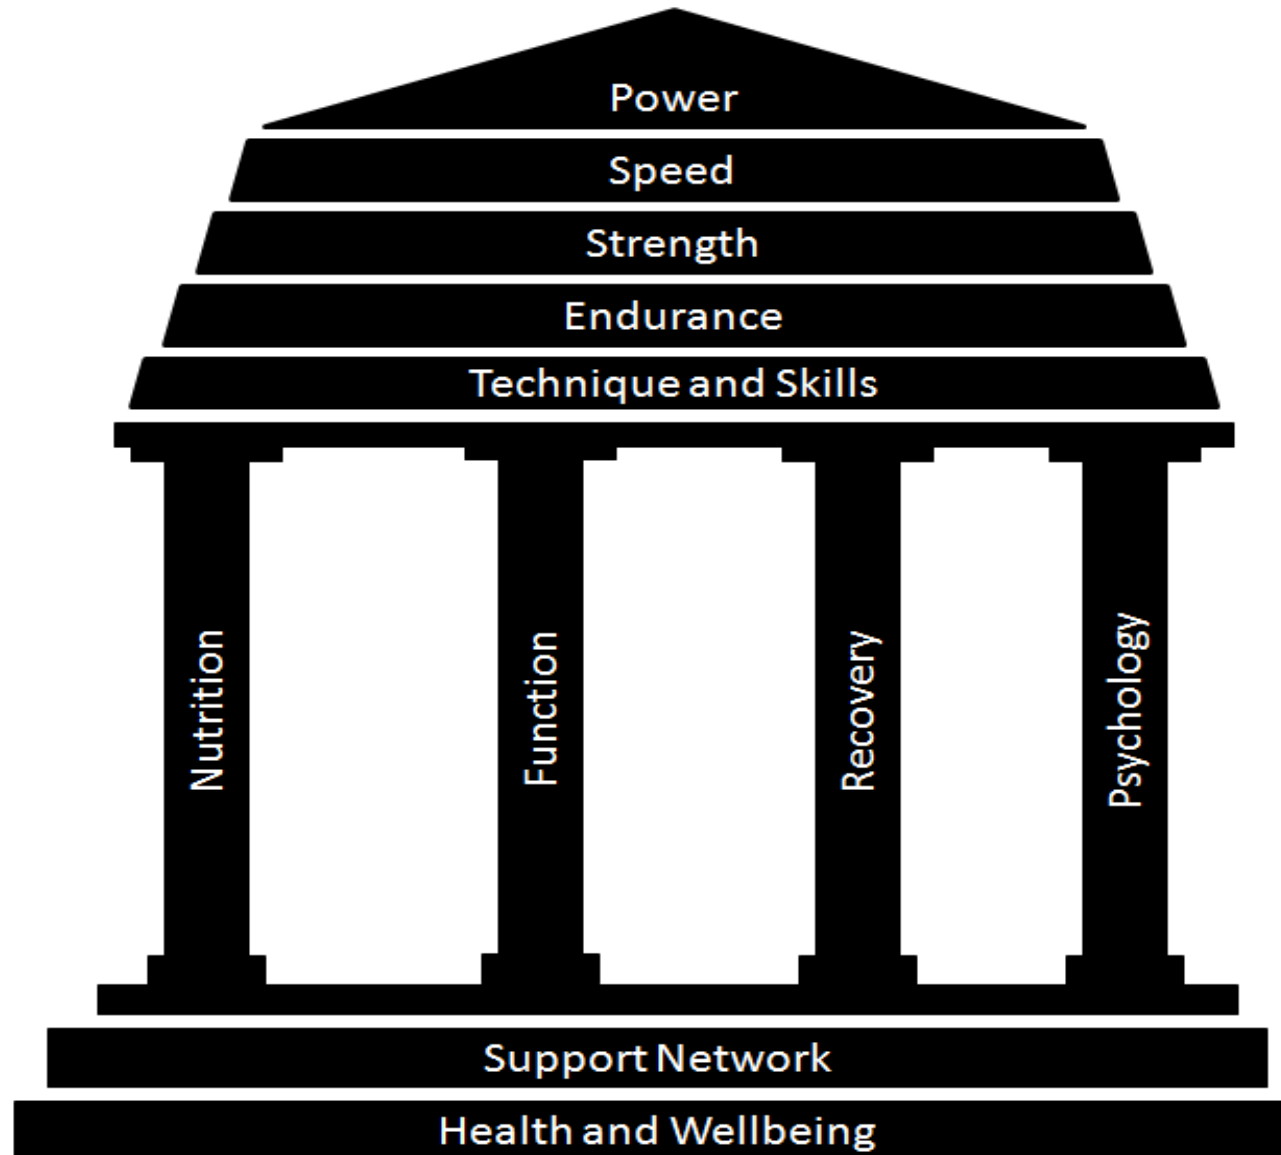 Power
Speed
Strength
Endurance
Technique and Skills
Nutrition
Function
Recovery
Psychology
Support Network
Health and Wellbeing